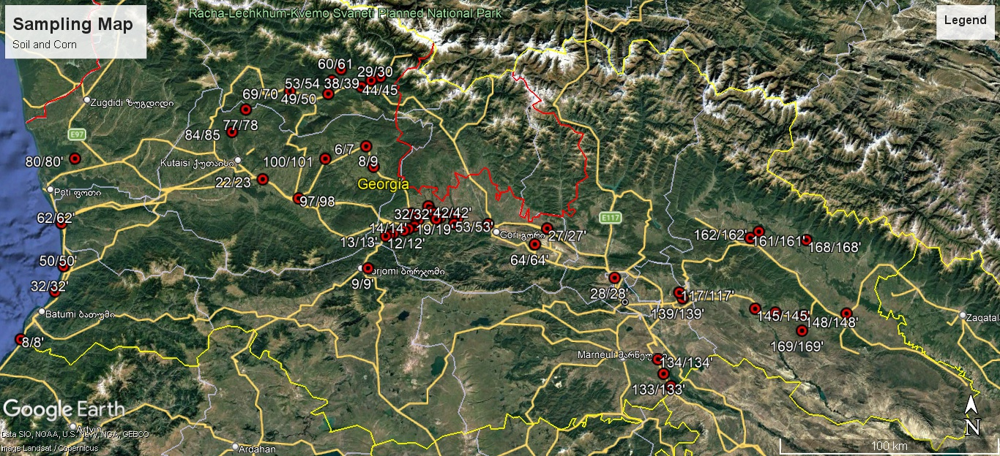 Sampling Map
Soil and Corn
Racha-Lechkhum-Kvemo Svaneti Planned National Park
Legend
60/61
29/30
53/54
38/39
69/70
49/50
44/45
Zugdidi ზუგდიდი
77/78
84/85
E97
6/7
80/80'
Kutaisi ქუთაისი
100/101
8/9
22/23
Georgia
Poti ფოთი
97/98
62/62'
32/32'
42/42'
E117
14/14'
19/19'
53/53'
Gori გორი
27/27'
13/13'
12/12'
162/162'
161/161'
168/168'
64/64'
50/50'
orjomi ბორჯომი
9/9'
32/32'
28/28'
117/117'
Batumi ბათუმი
139/139'
145/145'
148/148'
Zaqatal
8/8'
169/169'
Marneuli
134/134'
133/133'
Google Earth
Artvin
Data SIO, NOAA, U.S. Navy, NGA, GEBCO
Image Landsat / Copernicus
Ardahan
N
100 km